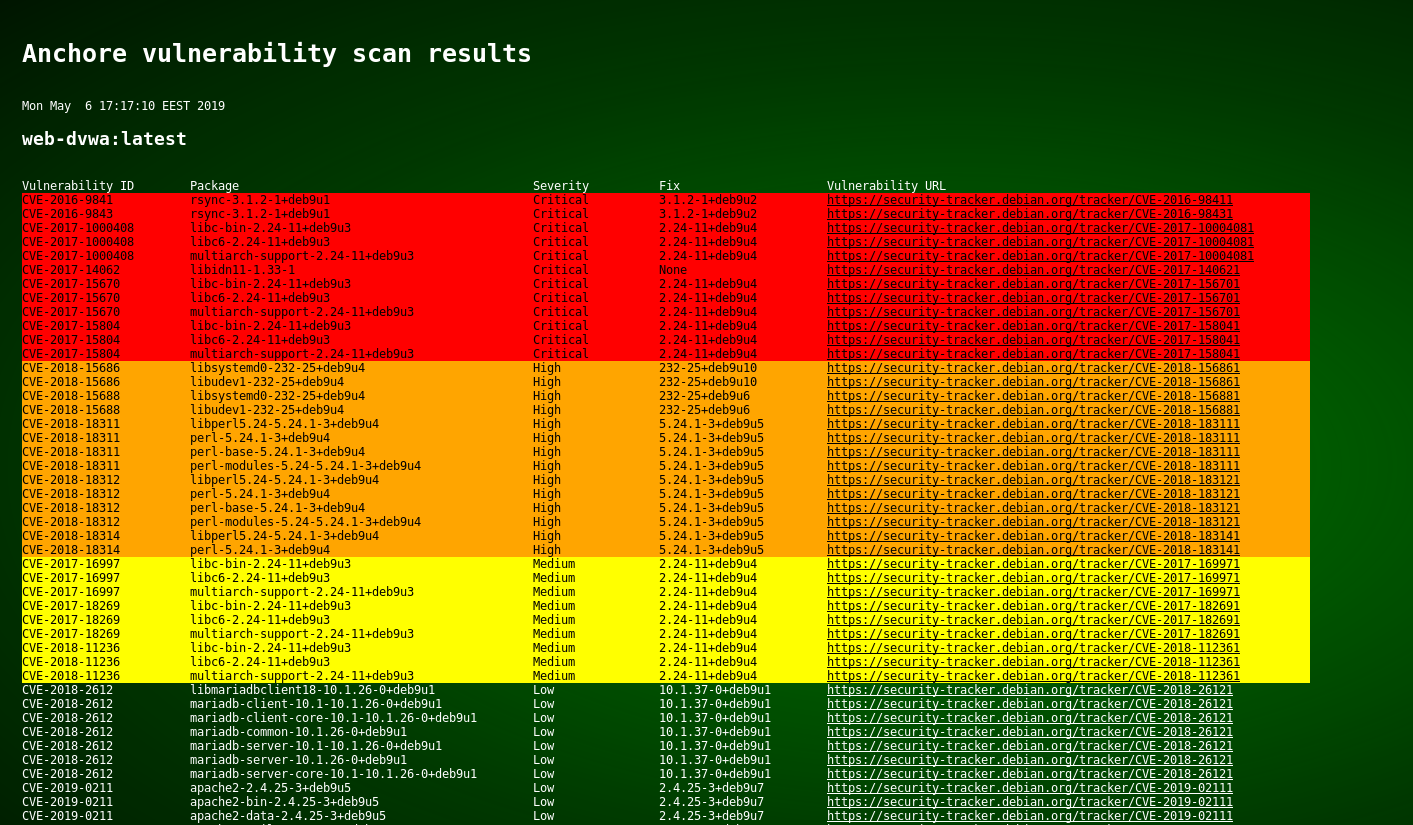 Anchore vulnerability scan results
Mon May  6 17:17:10 EEST 2019
web-dvwa:latest
Vulnerability ID Package Severity Fix Vulnerability URL
CVE-2016-9841 rsync-3.1.2-1+deb9u1 Critical 3.1.2-1+deb9u2 https://security-tracker.debian.org/tracker/CVE-2016-98411
CVE-2016-9843 rsync-3.1.2-1+deb9u1 Critical 3.1.2-1+deb9u2 https://security-tracker.debian.org/tracker/CVE-2016-98431
CVE-2017-1000408 libc-bin-2.24-11+deb9u3 Critical 2.24-11+deb9u4 https://security-tracker.debian.org/tracker/CVE-2017-10004081
CVE-2017-1000408 libc6-2.24-11+deb9u3 Critical 2.24-11+deb9u4 https://security-tracker.debian.org/tracker/CVE-2017-10004081
CVE-2017-1000408 multiarch-support-2.24-11+deb9u3 Critical 2.24-11+deb9u4 https://security-tracker.debian.org/tracker/CVE-2017-10004081
CVE-2017-14062 libidn11-1.33-1 Critical None https://security-tracker.debian.org/tracker/CVE-2017-140621
CVE-2017-15670 libc-bin-2.24-11+deb9u3 Critical 2.24-11+deb9u4 https://security-tracker.debian.org/tracker/CVE-2017-156701
CVE-2017-15670 libc6-2.24-11+deb9u3 Critical 2.24-11+deb9u4 https://security-tracker.debian.org/tracker/CVE-2017-156701
CVE-2017-15670 multiarch-support-2.24-11+deb9u3 Critical 2.24-11+deb9u4 https://security-tracker.debian.org/tracker/CVE-2017-156701
CVE-2017-15804 libc-bin-2.24-11+deb9u3 Critical 2.24-11+deb9u4 https://security-tracker.debian.org/tracker/CVE-2017-158041
CVE-2017-15804 libc6-2.24-11+deb9u3 Critical 2.24-11+deb9u4 https://security-tracker.debian.org/tracker/CVE-2017-158041
CVE-2017-15804 multiarch-support-2.24-11+deb9u3 Critical 2.24-11+deb9u4 https://security-tracker.debian.org/tracker/CVE-2017-158041
CVE-2018-15686 libsystemd0-232-25+deb9u4 High 232-25+deb9u10 https://security-tracker.debian.org/tracker/CVE-2018-156861
CVE-2018-15686 libudev1-232-25+deb9u4 High 232-25+deb9u10 https://security-tracker.debian.org/tracker/CVE-2018-156861
CVE-2018-15688 libsystemd0-232-25+deb9u4 High 232-25+deb9u6 https://security-tracker.debian.org/tracker/CVE-2018-156881
CVE-2018-15688 libudev1-232-25+deb9u4 High 232-25+deb9u6 https://security-tracker.debian.org/tracker/CVE-2018-156881
CVE-2018-18311 libperl5.24-5.24.1-3+deb9u4 High 5.24.1-3+deb9u5 https://security-tracker.debian.org/tracker/CVE-2018-183111
CVE-2018-18311 perl-5.24.1-3+deb9u4 High 5.24.1-3+deb9u5 https://security-tracker.debian.org/tracker/CVE-2018-183111
CVE-2018-18311 perl-base-5.24.1-3+deb9u4 High 5.24.1-3+deb9u5 https://security-tracker.debian.org/tracker/CVE-2018-183111
CVE-2018-18311 perl-modules-5.24-5.24.1-3+deb9u4 High 5.24.1-3+deb9u5 https://security-tracker.debian.org/tracker/CVE-2018-183111
CVE-2018-18312 libperl5.24-5.24.1-3+deb9u4 High 5.24.1-3+deb9u5 https://security-tracker.debian.org/tracker/CVE-2018-183121
CVE-2018-18312 perl-5.24.1-3+deb9u4 High 5.24.1-3+deb9u5 https://security-tracker.debian.org/tracker/CVE-2018-183121
CVE-2018-18312 perl-base-5.24.1-3+deb9u4 High 5.24.1-3+deb9u5 https://security-tracker.debian.org/tracker/CVE-2018-183121
CVE-2018-18312 perl-modules-5.24-5.24.1-3+deb9u4 High 5.24.1-3+deb9u5 https://security-tracker.debian.org/tracker/CVE-2018-183121
CVE-2018-18314 libperl5.24-5.24.1-3+deb9u4 High 5.24.1-3+deb9u5 https://security-tracker.debian.org/tracker/CVE-2018-183141
CVE-2018-18314 perl-5.24.1-3+deb9u4 High 5.24.1-3+deb9u5 https://security-tracker.debian.org/tracker/CVE-2018-183141
CVE-2017-16997 libc-bin-2.24-11+deb9u3 Medium 2.24-11+deb9u4 https://security-tracker.debian.org/tracker/CVE-2017-169971
CVE-2017-16997 libc6-2.24-11+deb9u3 Medium 2.24-11+deb9u4 https://security-tracker.debian.org/tracker/CVE-2017-169971
CVE-2017-16997 multiarch-support-2.24-11+deb9u3 Medium 2.24-11+deb9u4 https://security-tracker.debian.org/tracker/CVE-2017-169971
CVE-2017-18269 libc-bin-2.24-11+deb9u3 Medium 2.24-11+deb9u4 https://security-tracker.debian.org/tracker/CVE-2017-182691
CVE-2017-18269 libc6-2.24-11+deb9u3 Medium 2.24-11+deb9u4 https://security-tracker.debian.org/tracker/CVE-2017-182691
CVE-2017-18269 multiarch-support-2.24-11+deb9u3 Medium 2.24-11+deb9u4 https://security-tracker.debian.org/tracker/CVE-2017-182691
CVE-2018-11236 libc-bin-2.24-11+deb9u3 Medium 2.24-11+deb9u4 https://security-tracker.debian.org/tracker/CVE-2018-112361
CVE-2018-11236 libc6-2.24-11+deb9u3 Medium 2.24-11+deb9u4 https://security-tracker.debian.org/tracker/CVE-2018-112361
CVE-2018-11236 multiarch-support-2.24-11+deb9u3 Medium 2.24-11+deb9u4 https://security-tracker.debian.org/tracker/CVE-2018-112361
CVE-2018-2612 libmariadbclient18-10.1.26-0+deb9u1 Low 10.1.37-0+deb9u1 https://security-tracker.debian.org/tracker/CVE-2018-26121
CVE-2018-2612 mariadb-client-10.1-10.1.26-0+deb9u1 Low 10.1.37-0+deb9u1 https://security-tracker.debian.org/tracker/CVE-2018-26121
CVE-2018-2612 mariadb-client-core-10.1-10.1.26-0+deb9u1 Low 10.1.37-0+deb9u1 https://security-tracker.debian.org/tracker/CVE-2018-26121
CVE-2018-2612 mariadb-common-10.1.26-0+deb9u1 Low 10.1.37-0+deb9u1 https://security-tracker.debian.org/tracker/CVE-2018-26121
CVE-2018-2612 mariadb-server-10.1-10.1.26-0+deb9u1 Low 10.1.37-0+deb9u1 https://security-tracker.debian.org/tracker/CVE-2018-26121
CVE-2018-2612 mariadb-server-10.1.26-0+deb9u1 Low 10.1.37-0+deb9u1 https://security-tracker.debian.org/tracker/CVE-2018-26121
CVE-2018-2612 mariadb-server-core-10.1-10.1.26-0+deb9u1 Low 10.1.37-0+deb9u1 https://security-tracker.debian.org/tracker/CVE-2018-26121
CVE-2019-0211 apache2-2.4.25-3+deb9u5 Low 2.4.25-3+deb9u7 https://security-tracker.debian.org/tracker/CVE-2019-02111
CVE-2019-0211 apache2-bin-2.4.25-3+deb9u5 Low 2.4.25-3+deb9u7 https://security-tracker.debian.org/tracker/CVE-2019-02111
CVE-2019-0211 apache2-data-2.4.25-3+deb9u5 Low 2.4.25-3+deb9u7 https://security-tracker.debian.org/tracker/CVE-2019-02111